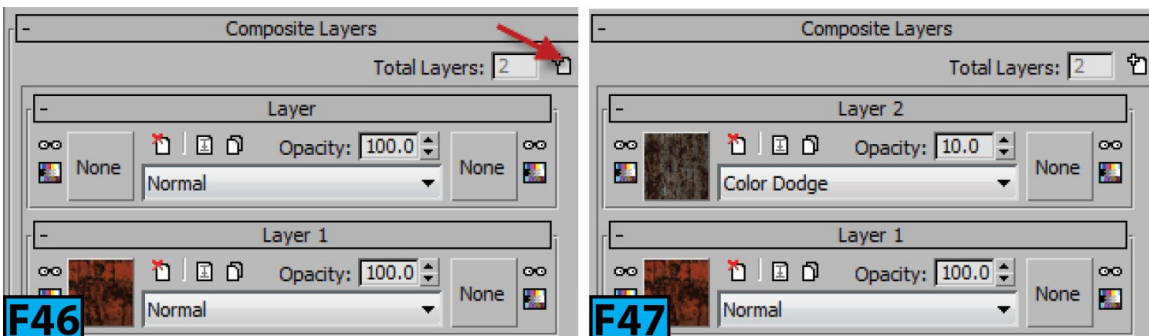 - Composite Layers
Total Layers: 2
- Layer
None
Opacity: 100.0
None
Normal
- Layer 1
Opacity: 100.0
None
Normal
F46
- Composite Layers
Total Layers: 2
- Layer 2
Opacity: 10.0
None
Color Dodge
- Layer 1
Opacity: 100.0
None
Normal
F47